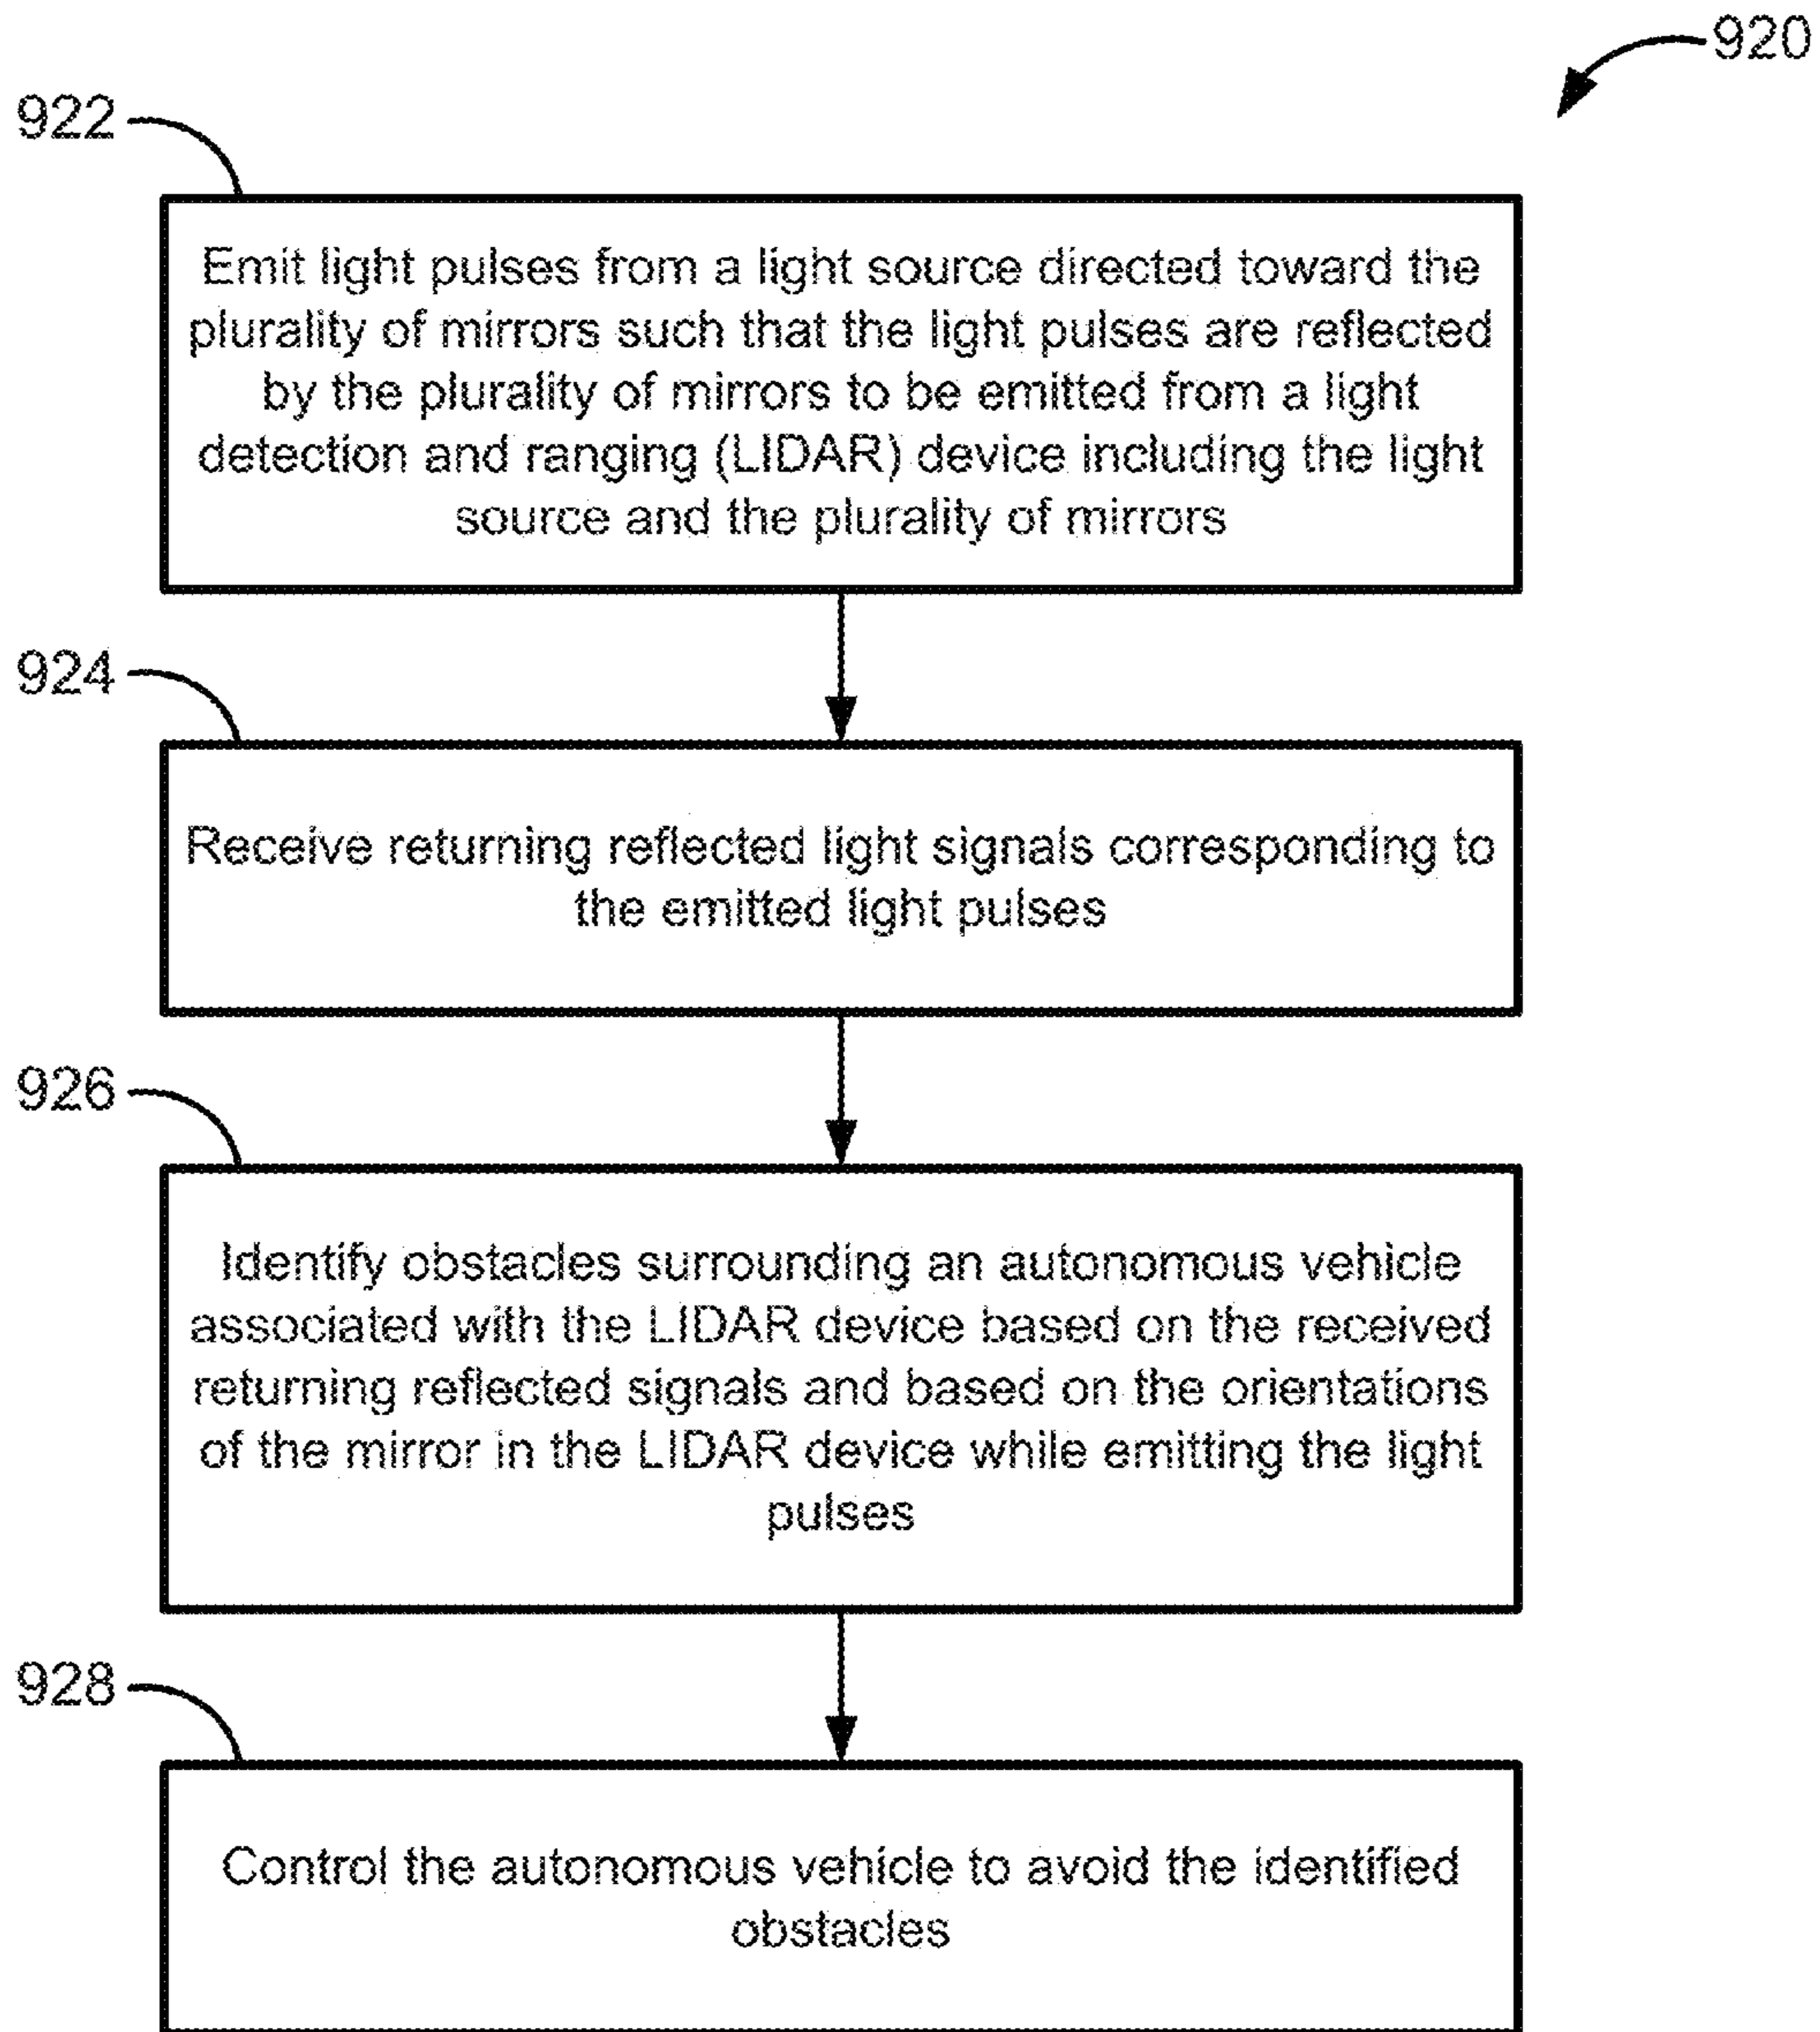 920
922
Emit light pulses from a light source directed toward the
plurality of mirrors such that the light pulses are reflected
by the plurality of mirrors to be emitted from a light
detection and ranging (LIDAR) device including the light
source and the plurality of mirrors
924
Receive returning reflected light signals corresponding to
the emitted light pulses
926
Identify obstacles surrounding an autonomous vehicle
associated with the LIDAR device based on the received
returning reflected signals and based on the orientations
of the mirror in the LIDAR device while emitting the light
pulses
928
Control the autonomous vehicle to avoid the identified
obstacles